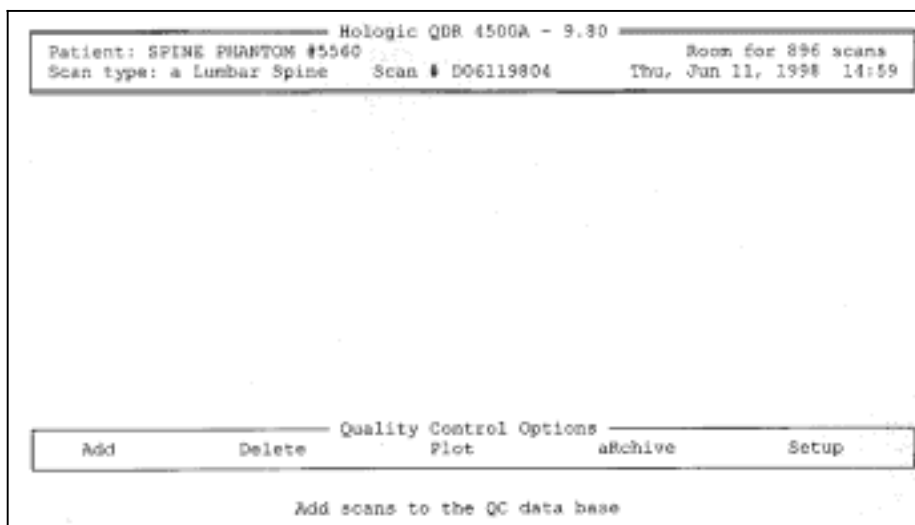 Hologic QDR 4500A - 9.80
Patient: SPINE PHANTOM #5560 Room for 896 scans
Scan type: a Lumbar Spine Scan # D06119804 Thu, Jun 11, 1998 14:59
Quality Control Options
Add Delete Plot aRchive Setup
Add scans to the QC data base